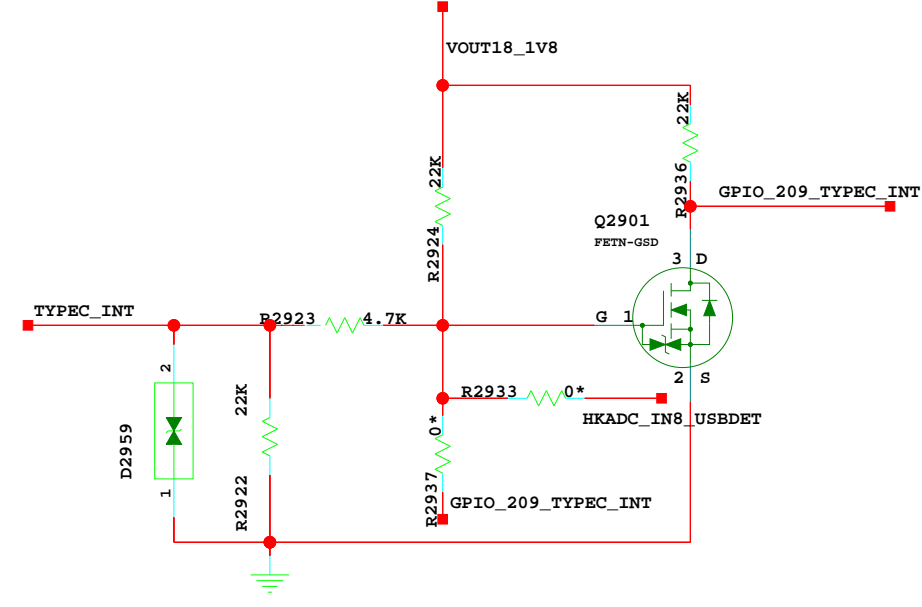 VOUT18_1V8
22K
R2936
GPIO_209_TYPEC_INT
22K
R2924
Q2901
FETN-GSD
3 D
TYPEC_INT
R2923 4.7K
G 1
2 S
2
D2959
1
22K
R2922
R2933 0*
HKADC_IN8_USBDET
0*
R2937
GPIO_209_TYPEC_INT